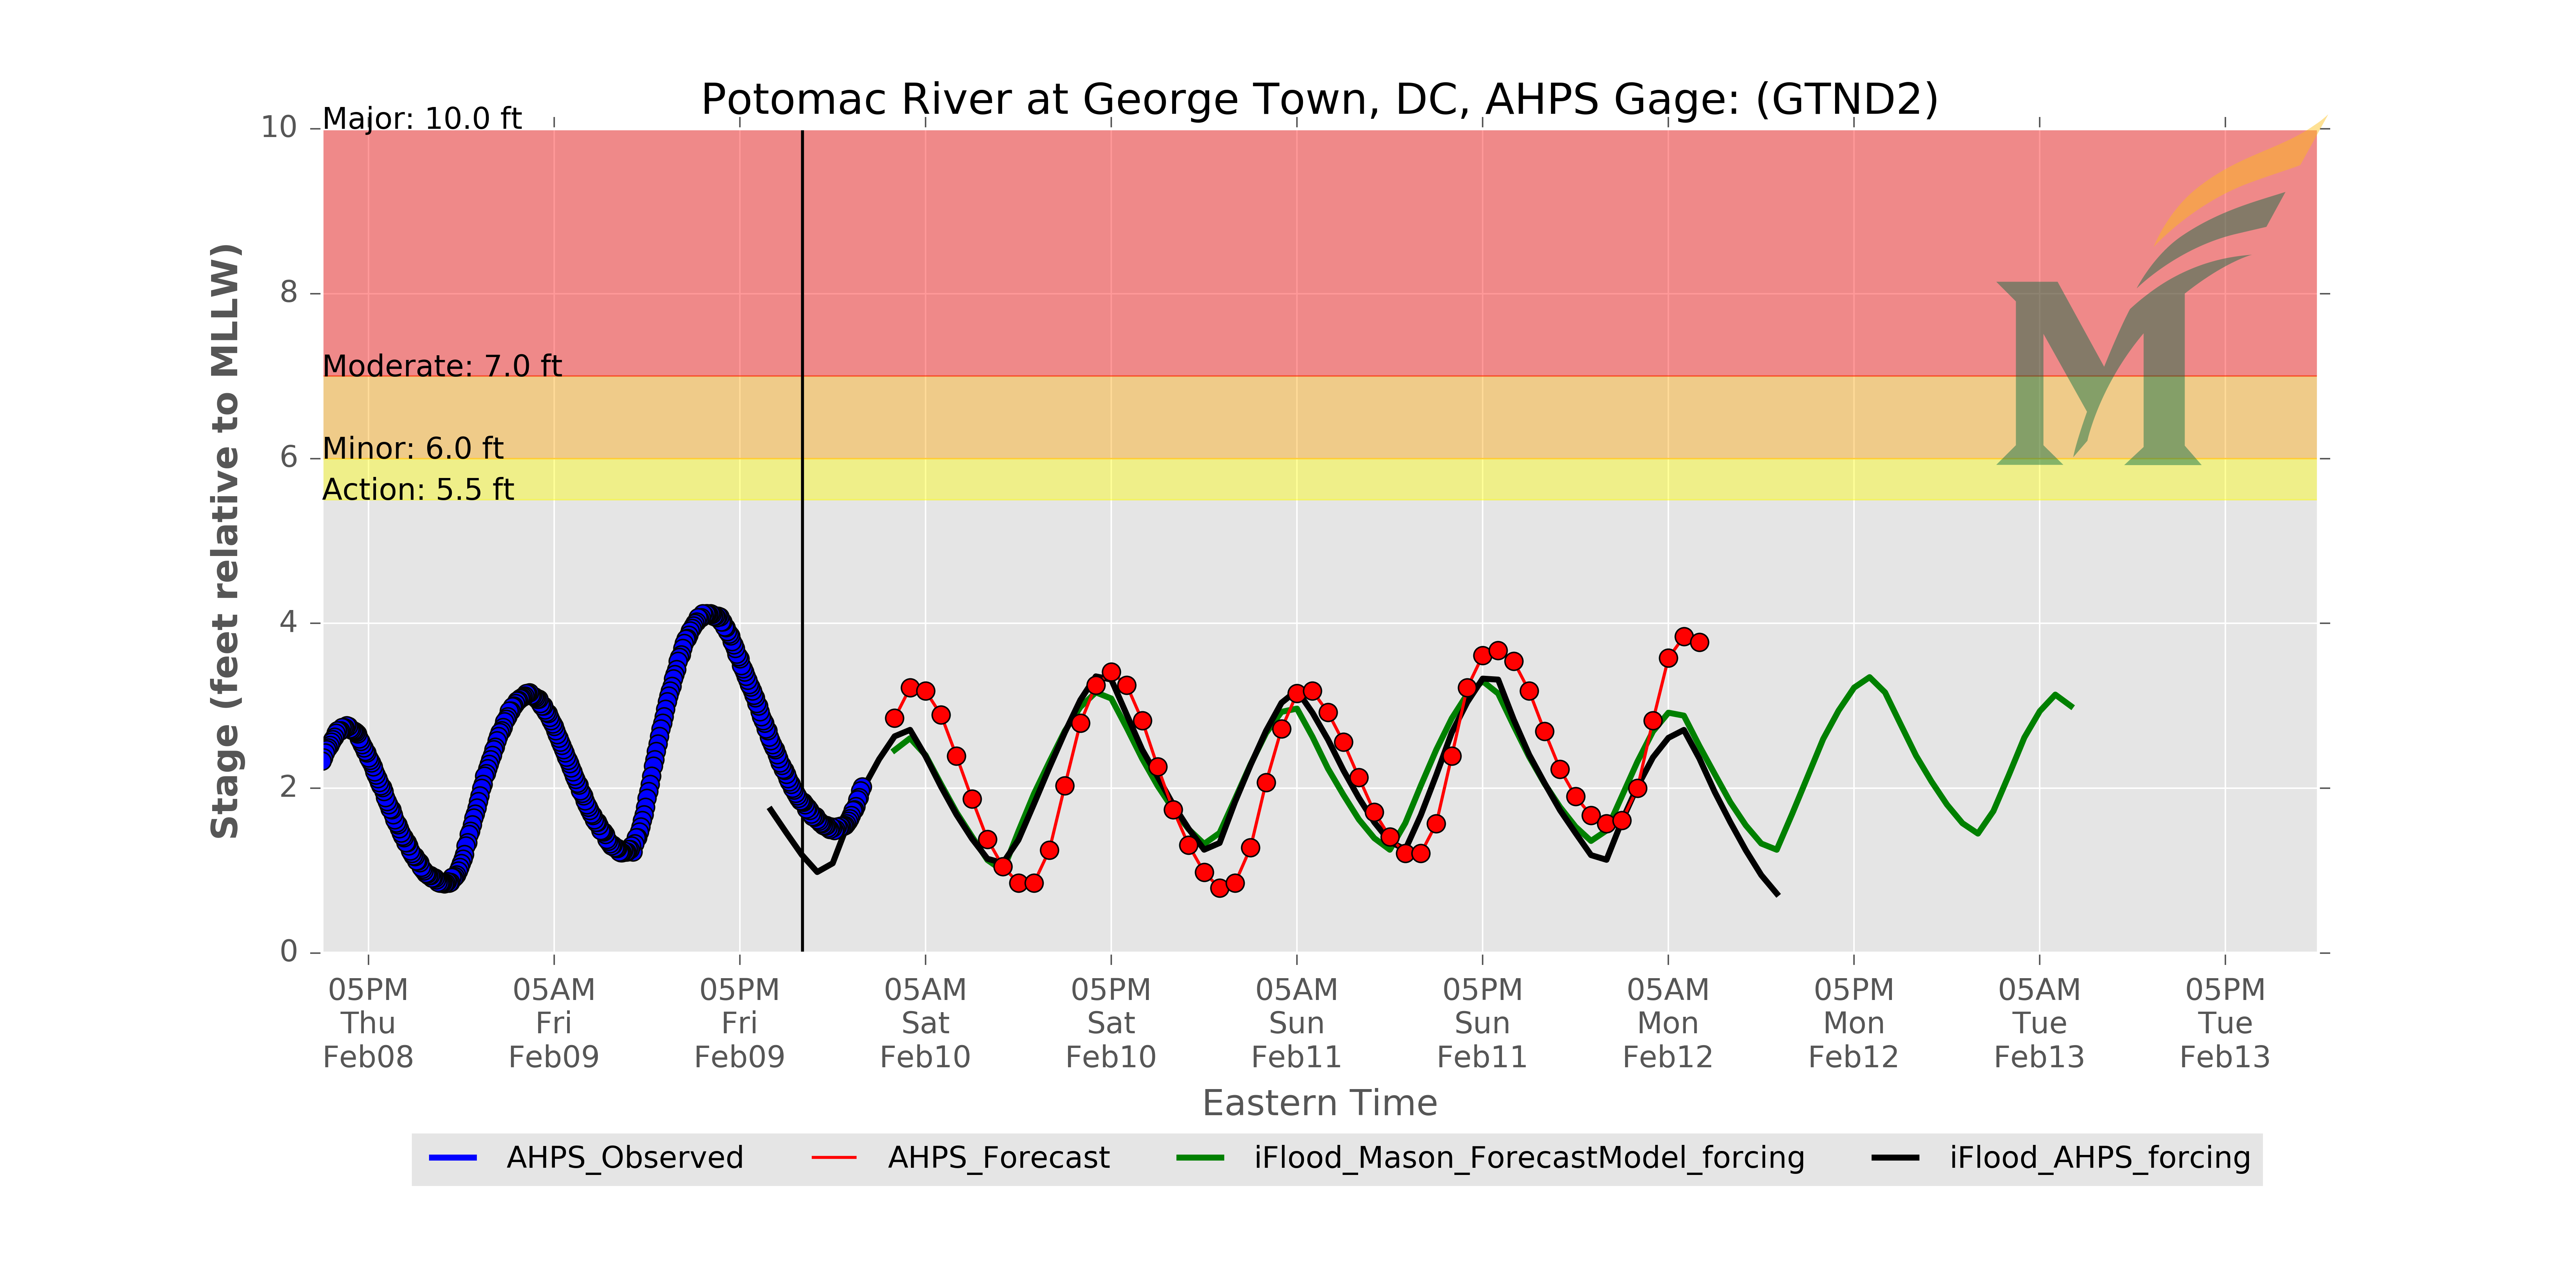 Potomac River at George Town, DC, AHPS Gage: (GTND2)
Major: 10.0 ft
Moderate: 7.0 ft
Minor: 6.0 ft
Action: 5.5 ft
Stage (feet relative to MLLW)
10
8
6
4
2
0
05PM 05AM 05PM 05AM 05PM 05AM 05PM 05AM 05PM 05AM 05PM
Thu Fri Fri Sat Sat Sun Sun Mon Mon Tue Tue
Feb08 Feb09 Feb09 Feb10 Feb10 Feb11 Feb11 Feb12 Feb12 Feb13 Feb13
Eastern Time
AHPS_Observed AHPS_Forecast iFlood_Mason_ForecastModel_forcing iFlood_AHPS_forcing
M